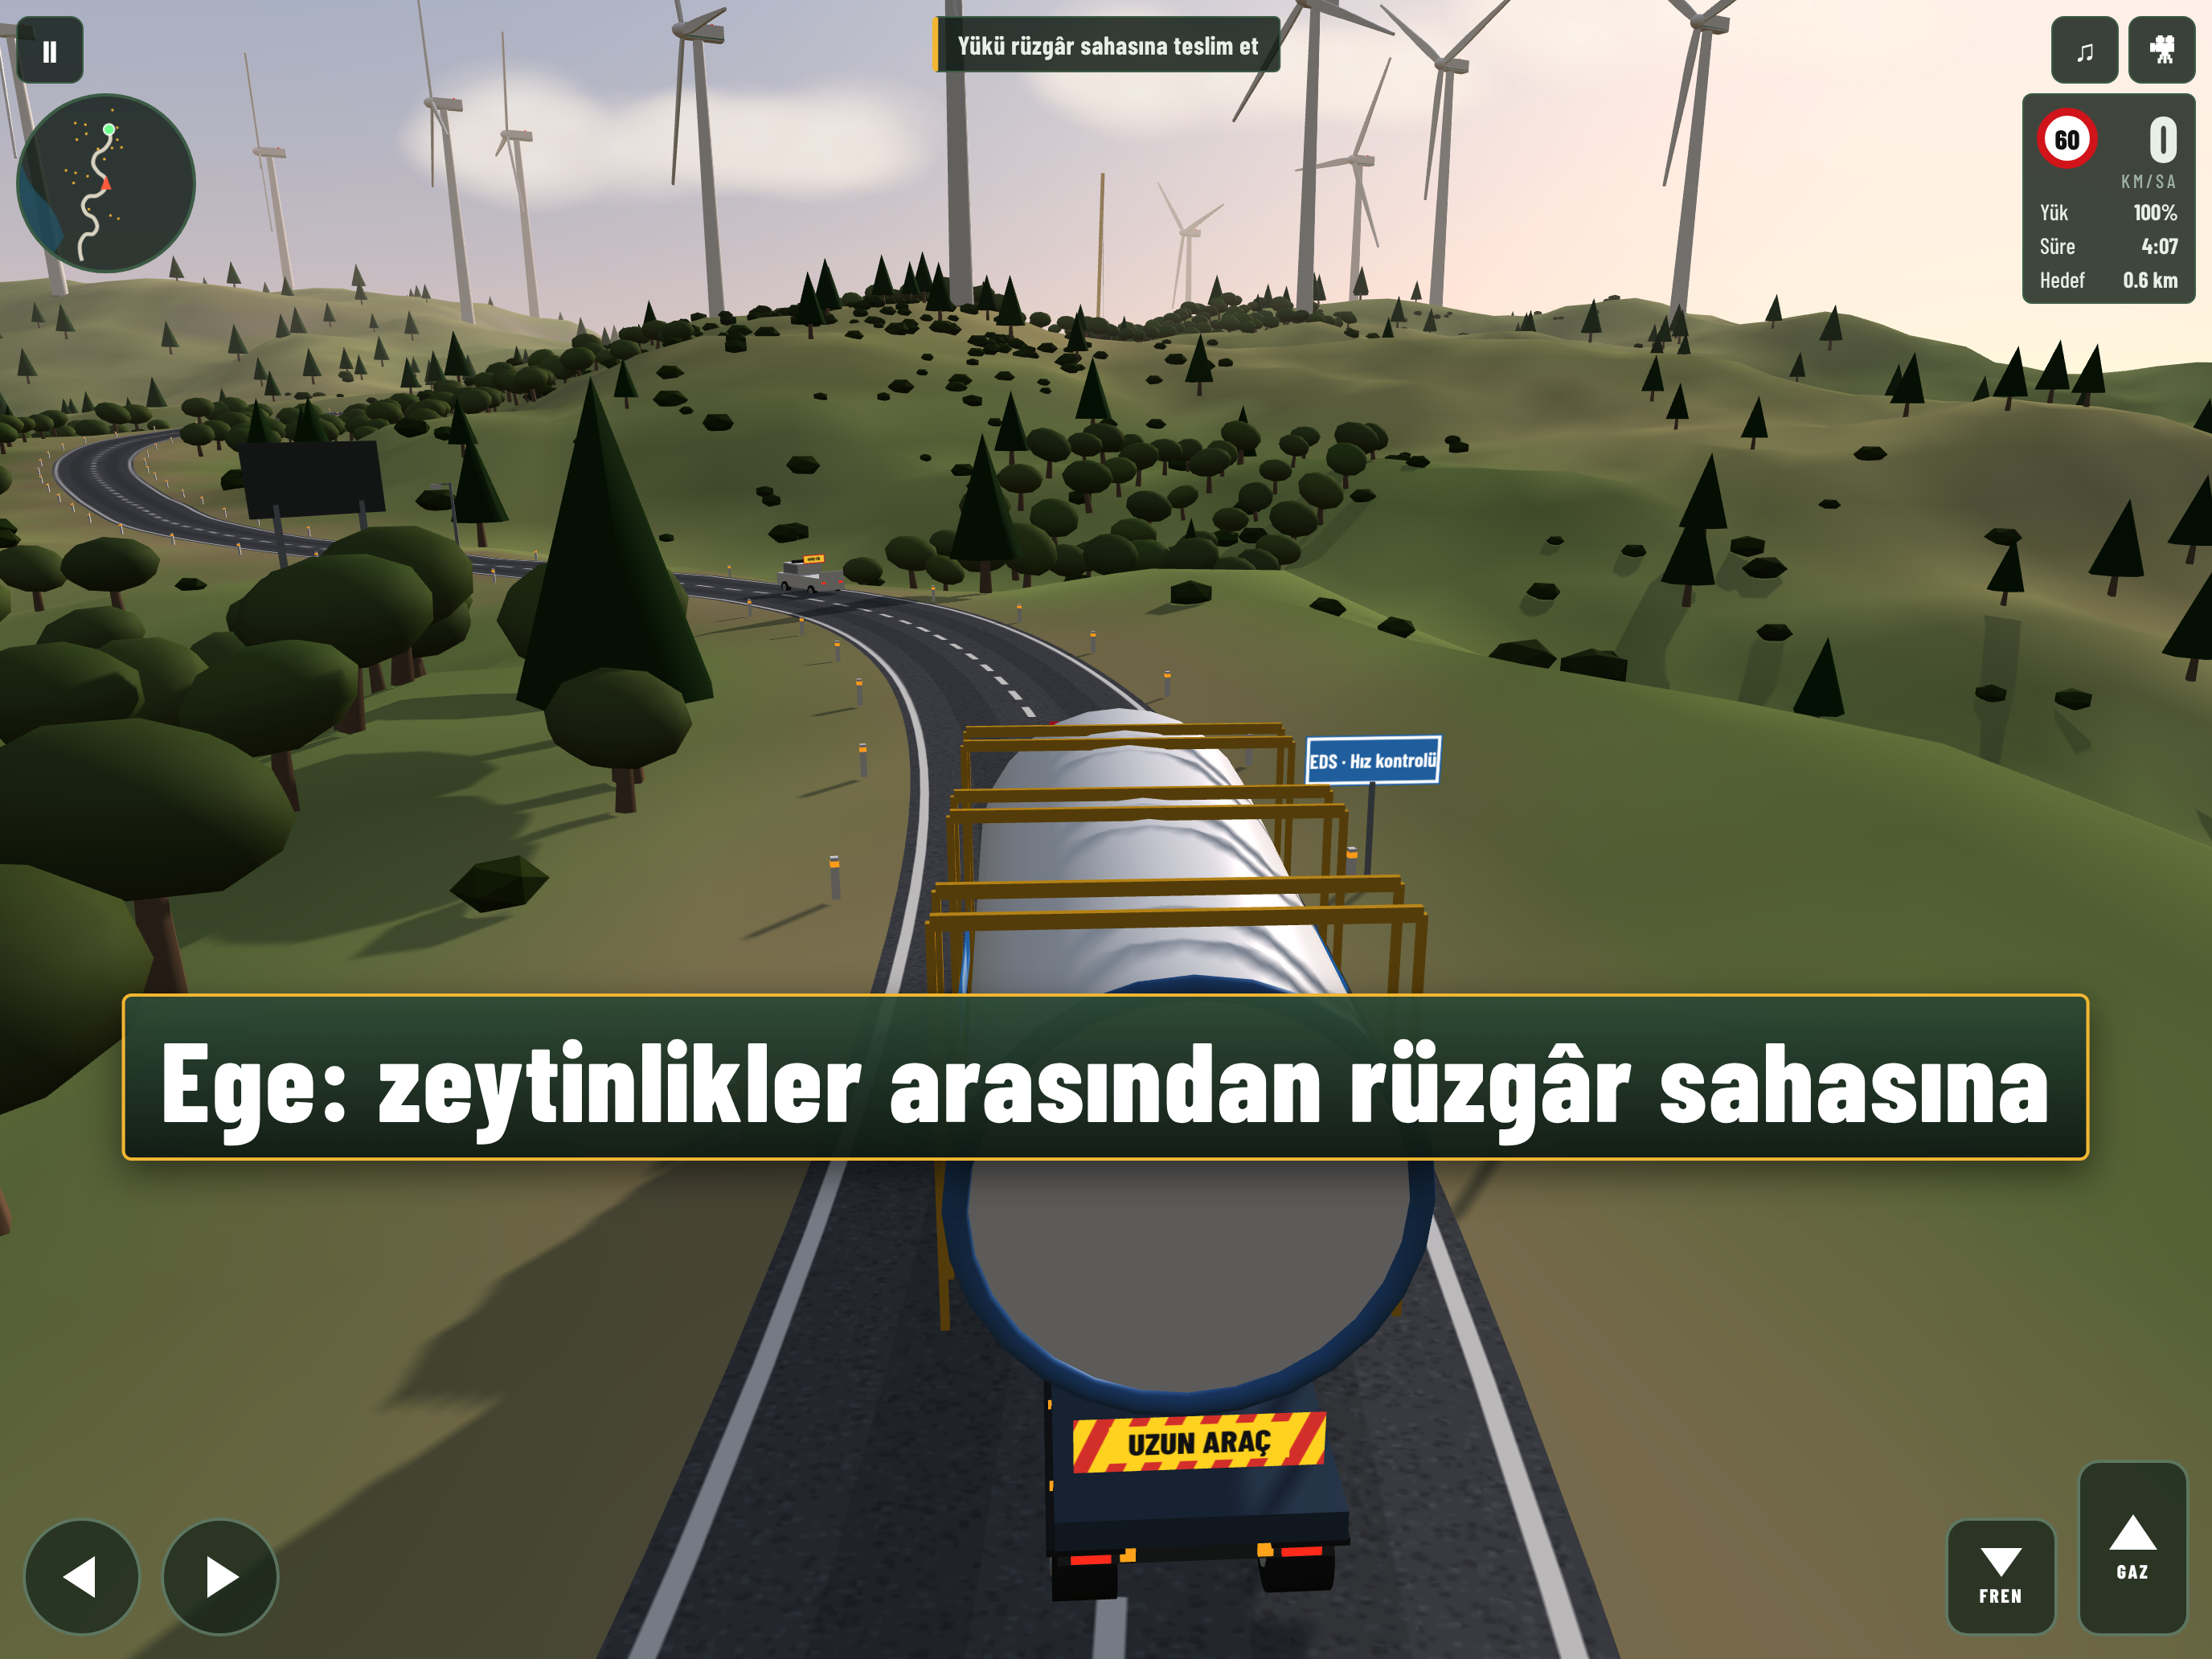 Yükü rüzgâr sahasına teslim et
60
0
KM/SA
Yük 100%
Süre 4:07
Hedef 0.6 km
EDS · Hız kontrolü
Ege: zeytinlikler arasından rüzgâr sahasına
UZUN ARAÇ
FREN
GAZ